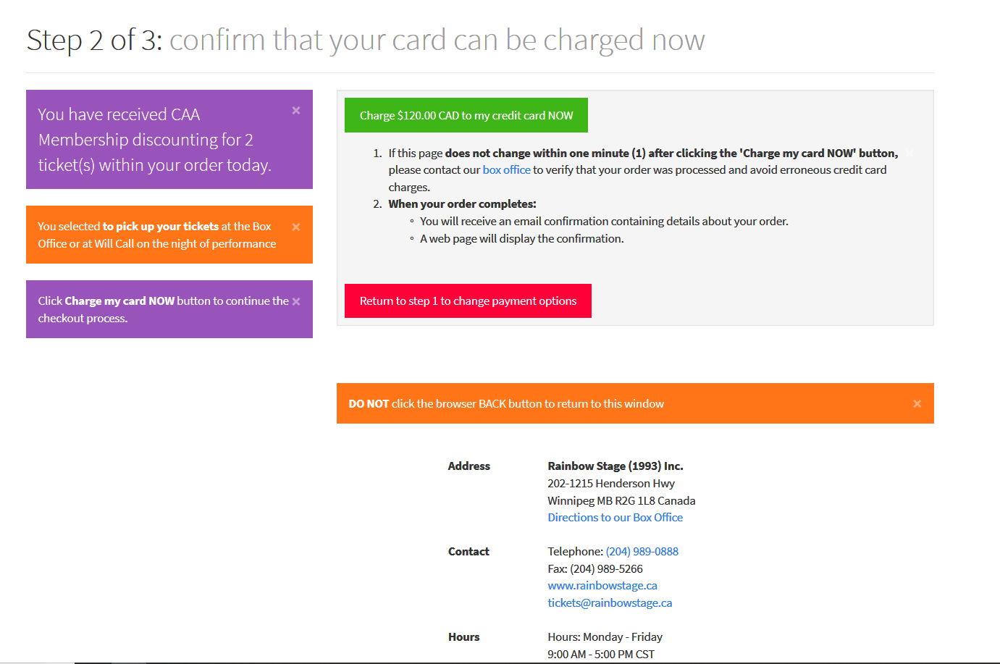 Step 2 of 3: confirm that your card can be charged now
You have received CAA
Membership discounting for 2
ticket(s) within your order today.
×
You selected to pick up your tickets at the Box
Office or at Will Call on the night of performance
×
Click Charge my card NOW button to continue the
checkout process.
×
Charge $120.00 CAD to my credit card NOW
1. If this page does not change within one minute (1) after clicking the 'Charge my card NOW' button,
please contact our box office to verify that your order was processed and avoid erroneous credit card
charges.
2. When your order completes:
◦ You will receive an email confirmation containing details about your order.
◦ A web page will display the confirmation.
×
Return to step 1 to change payment options
DO NOT click the browser BACK button to return to this window
×
Address
Rainbow Stage (1993) Inc.
202-1215 Henderson Hwy
Winnipeg MB R2G 1L8 Canada
Directions to our Box Office
Contact
Telephone: (204) 989-0888
Fax: (204) 989-5266
www.rainbowstage.ca
tickets@rainbowstage.ca
Hours
Hours: Monday - Friday
9:00 AM - 5:00 PM CST